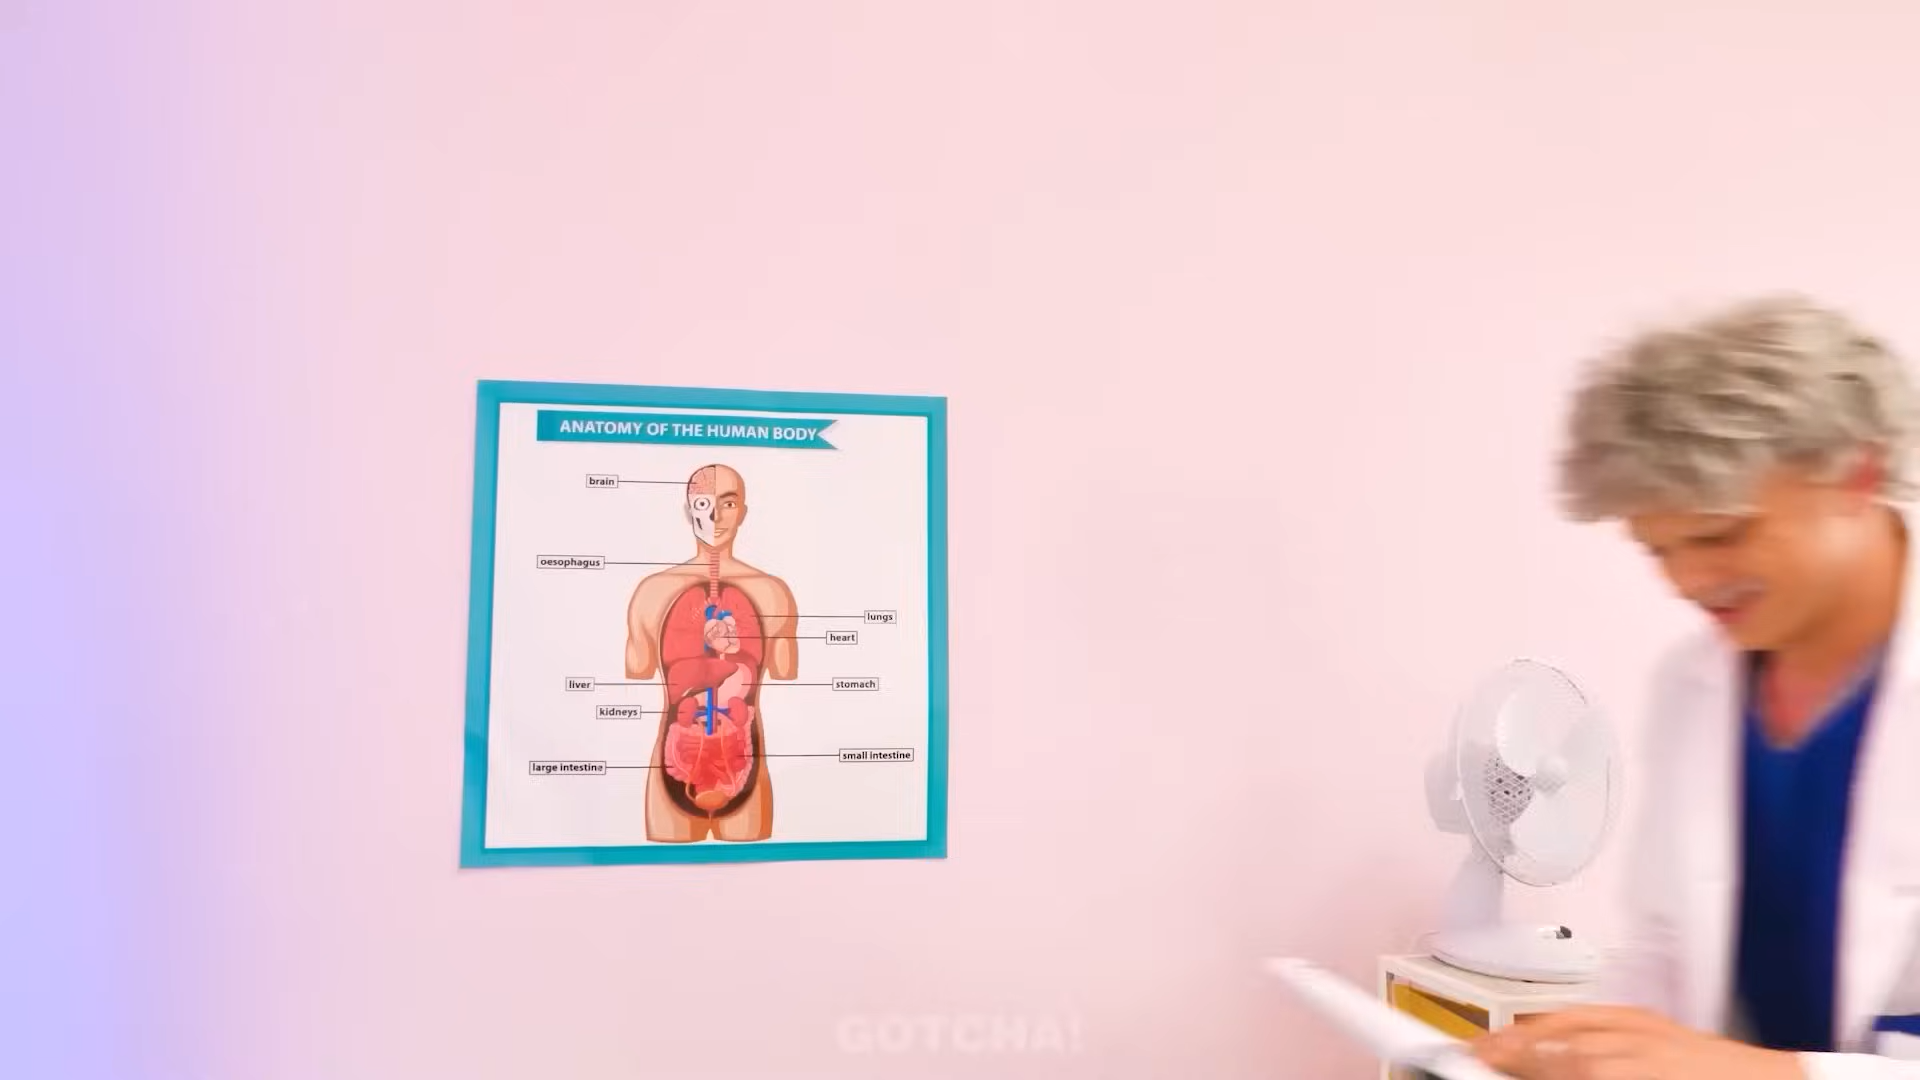 ANATOMY OF THE HUMAN BODY
brain
oesophagus
lungs
heart
liver
stomach
kidneys
small intestine
large intestine
GOTCHA!